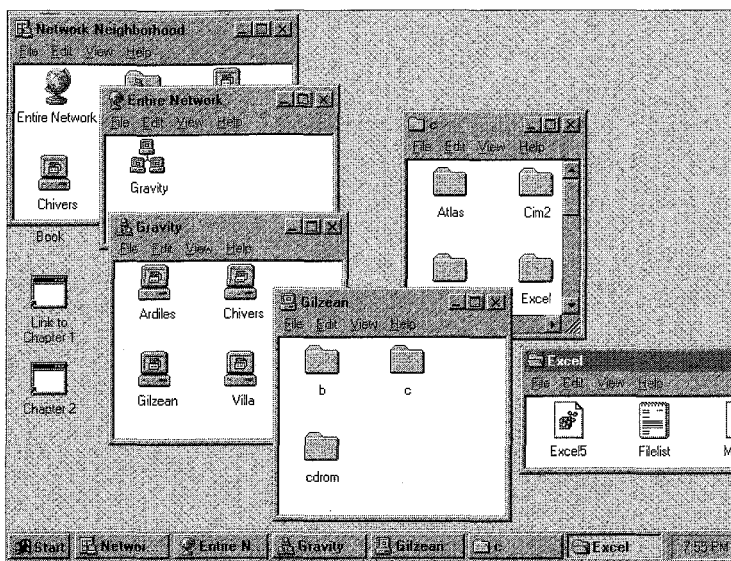 Network Neighborhood
File Edit View Help
Entire Network
Chivers
Book
Entire Network
File Edit View Help
Gravity
Gravity
File Edit View Help
Ardiles Chivers
Gilzean Villa
c
File Edit View Help
Atlas Cim2
Excel
Gilzean
File Edit View Help
b c
cdrom
Excel
File Edit View Help
Excel5 Filelist M
Link to
Chapter 1
Chapter 2
Start Networ... Entire N... Gravity Gilzean c Excel 7:53 PM